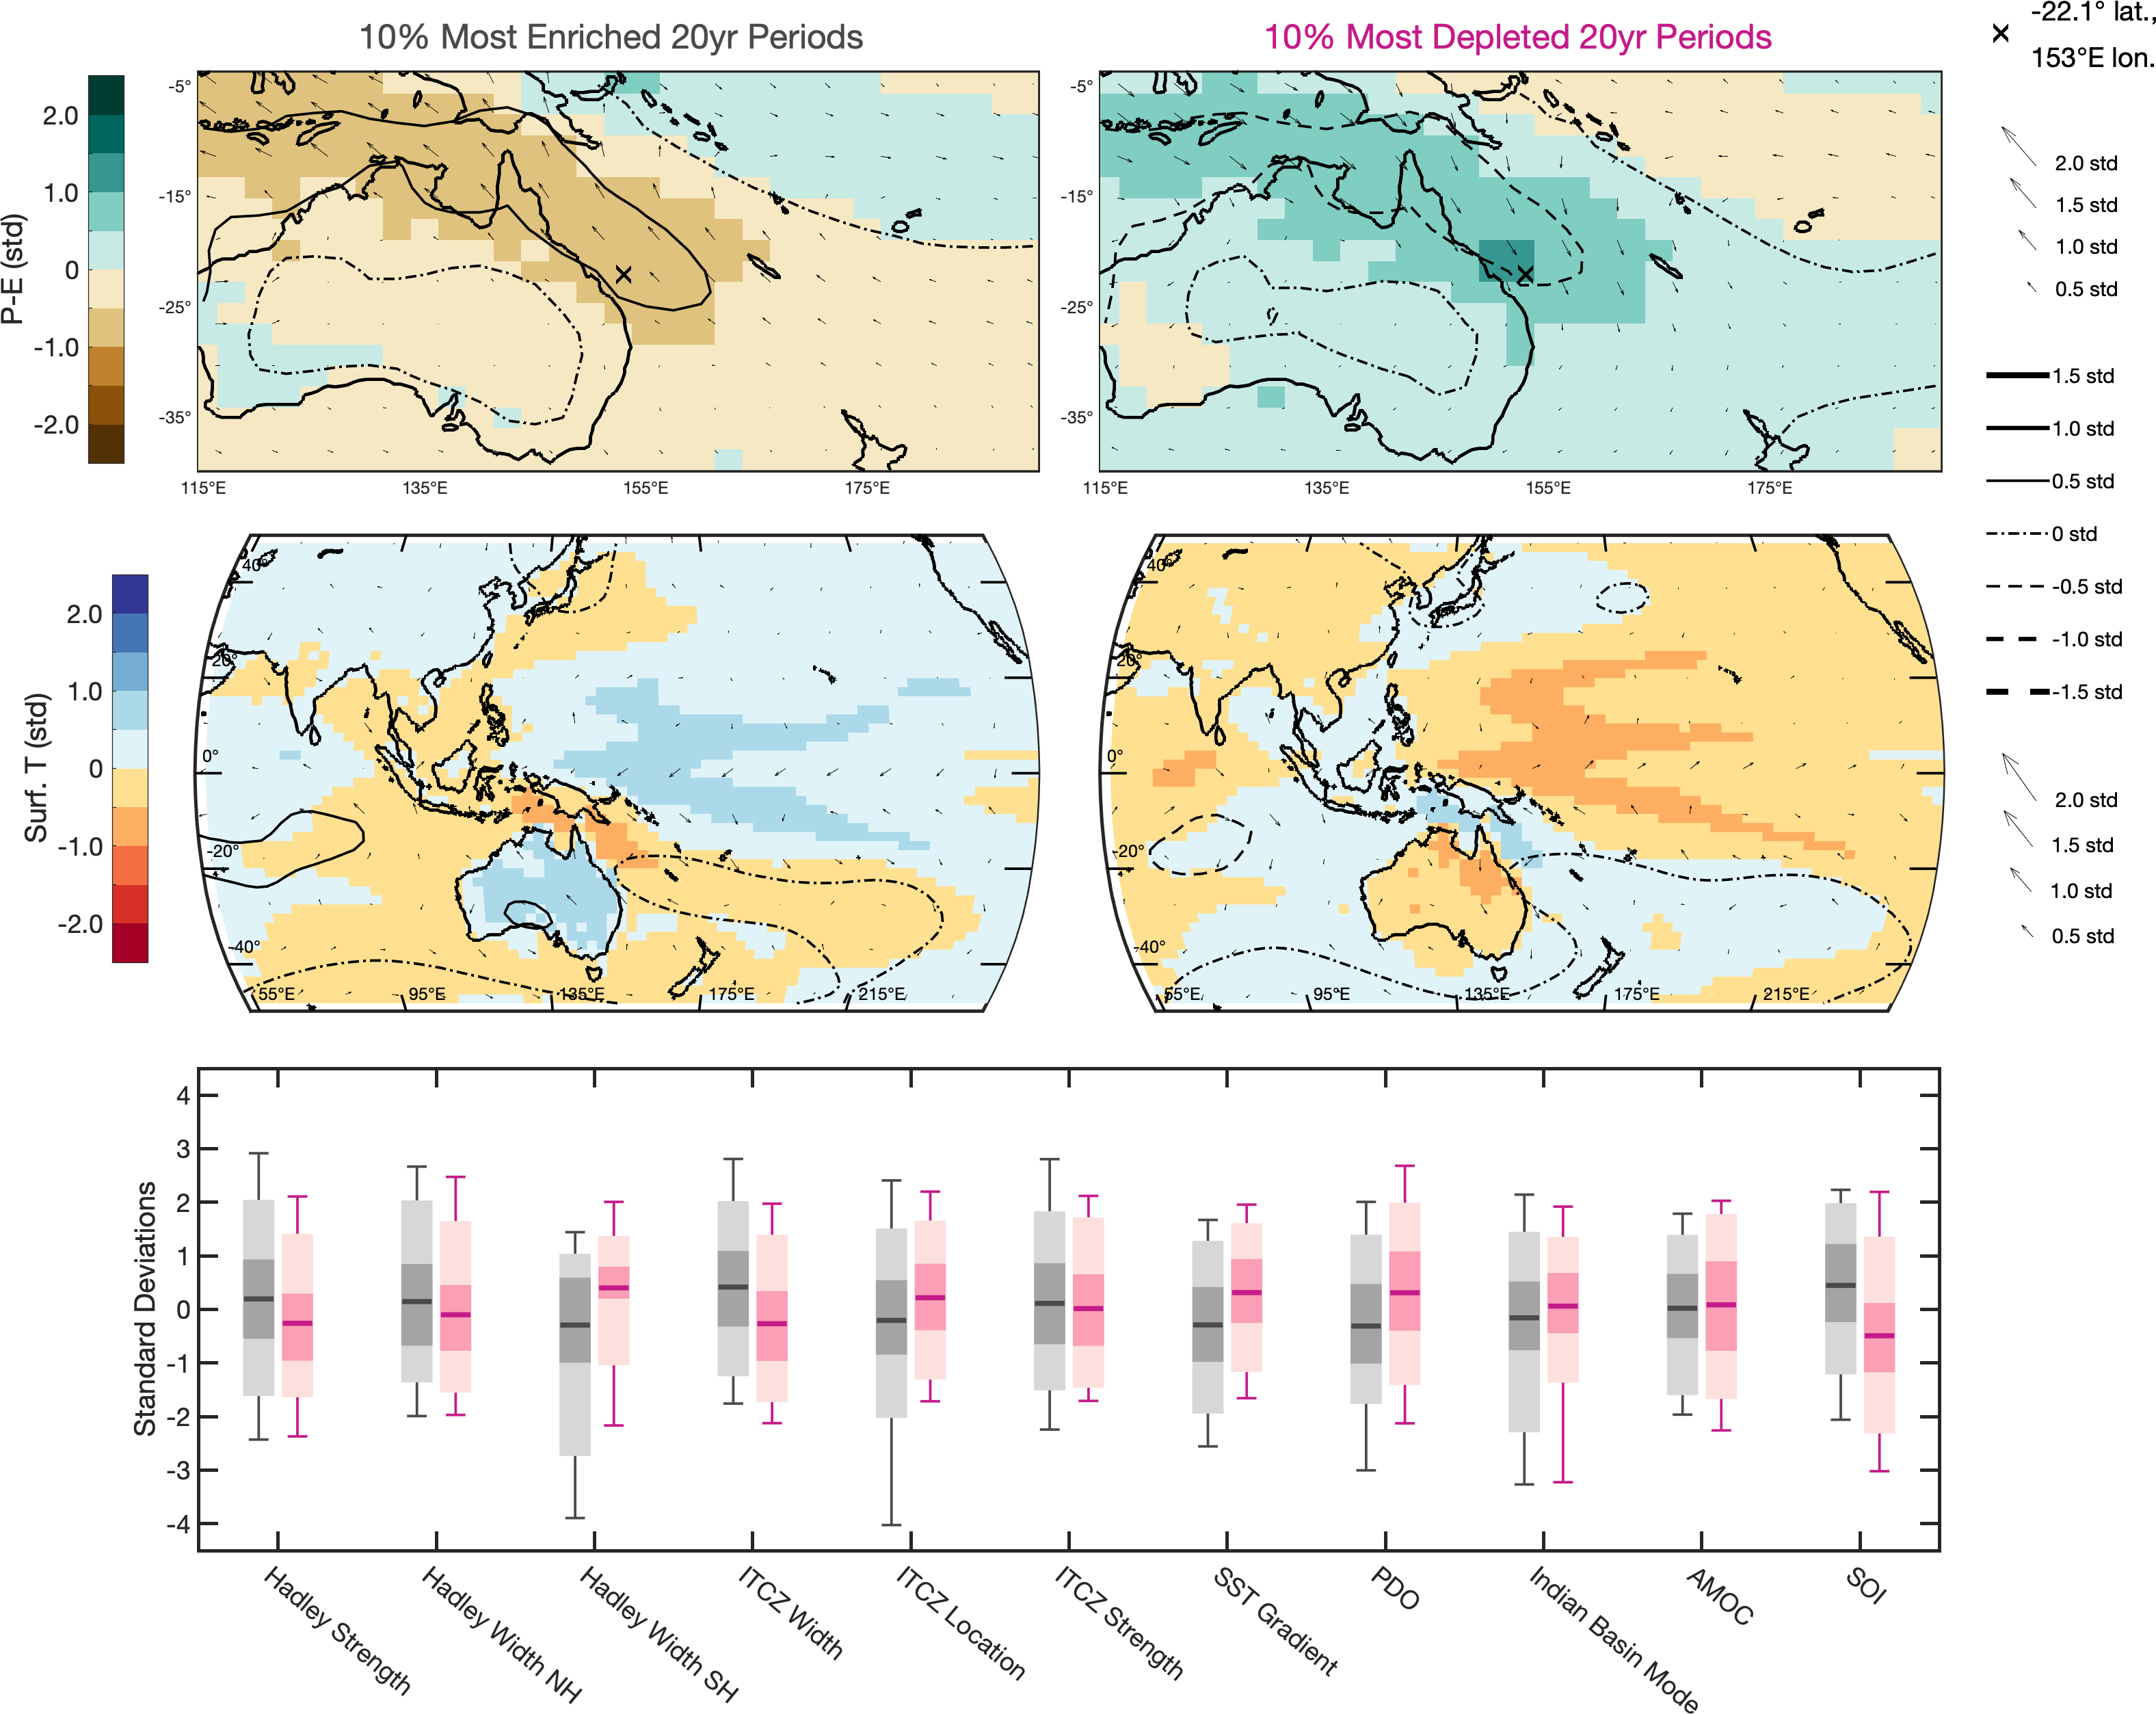 10% Most Enriched 20yr Periods
10% Most Depleted 20yr Periods
-22.1° lat.,
153°E lon.
P-E (std)
2.0
1.0
0
-1.0
-2.0
-5°
-15°
-25°
-35°
115°E
135°E
155°E
175°E
-5°
-15°
-25°
-35°
115°E
135°E
155°E
175°E
2.0 std
1.5 std
1.0 std
0.5 std
1.5 std
1.0 std
0.5 std
0 std
-0.5 std
-1.0 std
-1.5 std
Surf. T (std)
2.0
1.0
0
-1.0
-2.0
40°
20°
0°
-20°
-40°
55°E
95°E
135°E
175°E
215°E
40°
20°
0°
-20°
-40°
55°E
95°E
135°E
175°E
215°E
2.0 std
1.5 std
1.0 std
0.5 std
Standard Deviations
4
3
2
1
0
-1
-2
-3
-4
Hadley Strength
Hadley Width NH
Hadley Width SH
ITCZ Width
ITCZ Location
ITCZ Strength
SST Gradient
PDO
Indian Basin Mode
AMOC
SOI